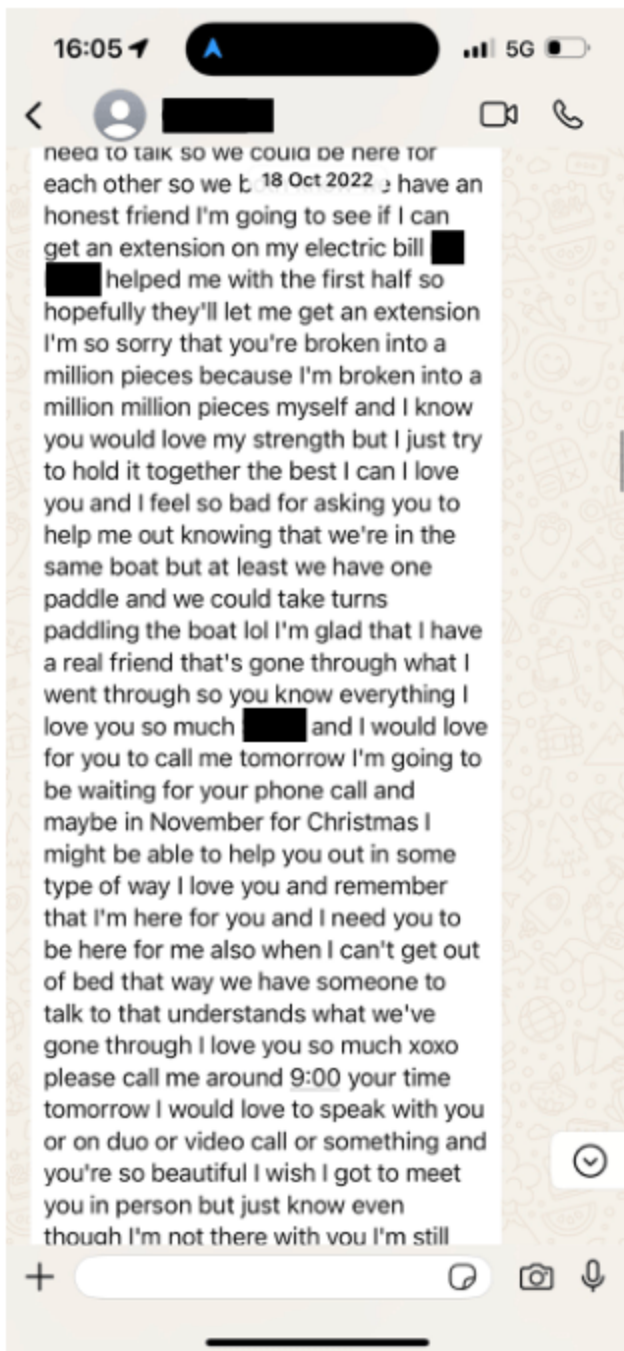 16:05
5G
need to talk so we could be here for
each other so we b 18 Oct 2022 e have an
honest friend I'm going to see if I can
get an extension on my electric bill
helped me with the first half so
hopefully they'll let me get an extension
I'm so sorry that you're broken into a
million pieces because I'm broken into a
million million pieces myself and I know
you would love my strength but I just try
to hold it together the best I can I love
you and I feel so bad for asking you to
help me out knowing that we're in the
same boat but at least we have one
paddle and we could take turns
paddling the boat lol I'm glad that I have
a real friend that's gone through what I
went through so you know everything I
love you so much and I would love
for you to call me tomorrow I'm going to
be waiting for your phone call and
maybe in November for Christmas I
might be able to help you out in some
type of way I love you and remember
that I'm here for you and I need you to
be here for me also when I can't get out
of bed that way we have someone to
talk to that understands what we've
gone through I love you so much xoxo
please call me around 9:00 your time
tomorrow I would love to speak with you
or on duo or video call or something and
you're so beautiful I wish I got to meet
you in person but just know even
though I'm not there with you I'm still